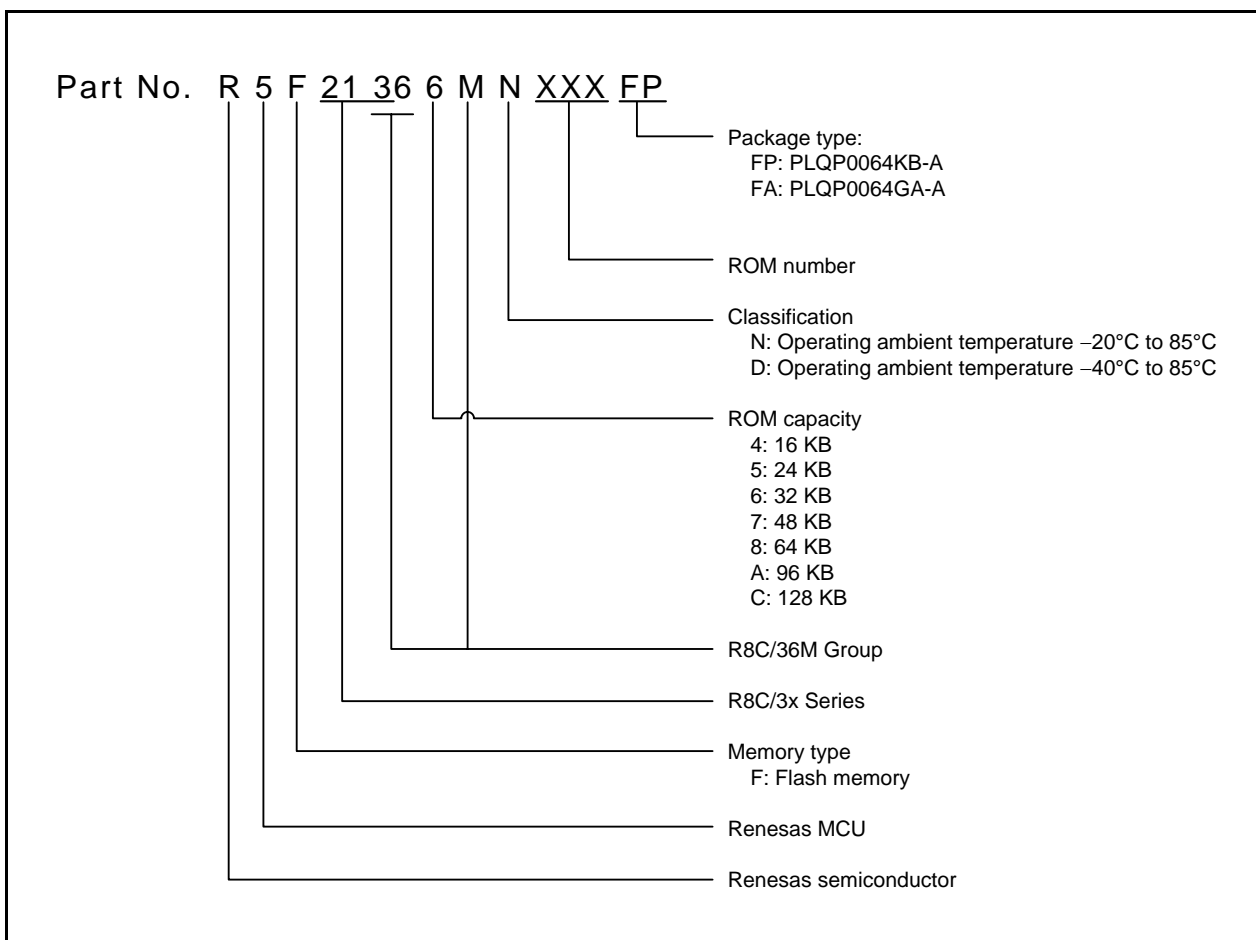 Part No. R 5 F 21 36 6 M N XXX FP
Package type:
FP: PLQP0064KB-A
FA: PLQP0064GA-A
ROM number
Classification
N: Operating ambient temperature −20°C to 85°C
D: Operating ambient temperature −40°C to 85°C
ROM capacity
4: 16 KB
5: 24 KB
6: 32 KB
7: 48 KB
8: 64 KB
A: 96 KB
C: 128 KB
R8C/36M Group
R8C/3x Series
Memory type
F: Flash memory
Renesas MCU
Renesas semiconductor